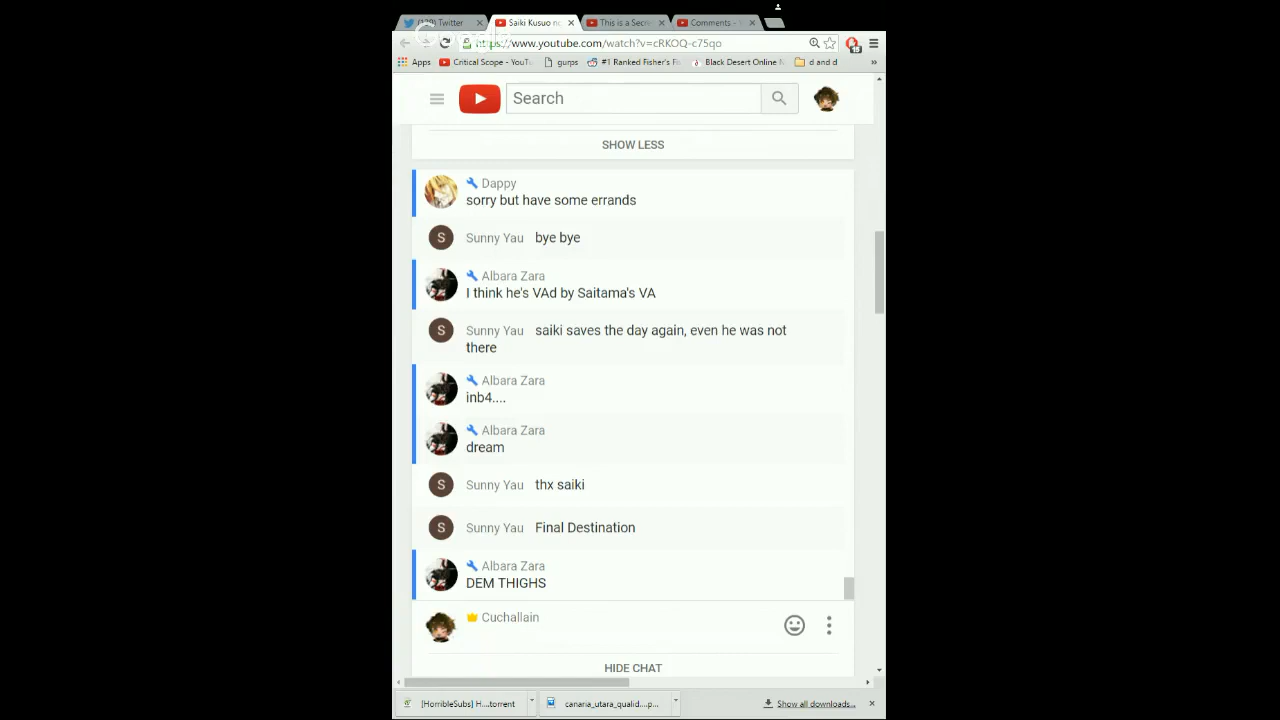 (139) Twitter
Saiki Kusuo no
This is a Secre
Comments -
https://www.youtube.com/watch?v=cRKOQ-c75qo
15
Apps
Critical Scope - YouTu
gurps
#1 Ranked Fisher's Fi
Black Desert Online N
d and d
»
Search
SHOW LESS
Dappy
sorry but have some errands
S Sunny Yau bye bye
Albara Zara
I think he's VAd by Saitama's VA
S Sunny Yau saiki saves the day again, even he was not
there
Albara Zara
inb4....
Albara Zara
dream
S Sunny Yau thx saiki
S Sunny Yau Final Destination
Albara Zara
DEM THIGHS
Cuchallain
HIDE CHAT
[HorribleSubs] H....torrent
canaria_utara_qualid....p...
Show all downloads...